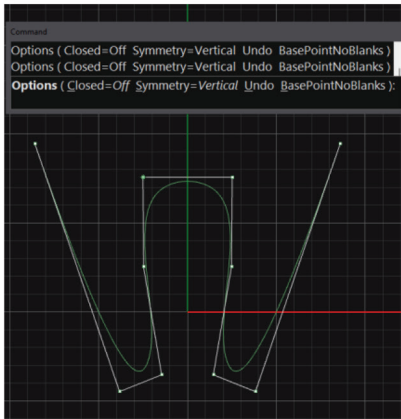 Command
Options ( Closed=Off Symmetry=Vertical Undo BasePointNoBlanks )
Options ( Closed=Off Symmetry=Vertical Undo BasePointNoBlanks )
Options ( Closed=Off Symmetry=Vertical Undo BasePointNoBlanks ):